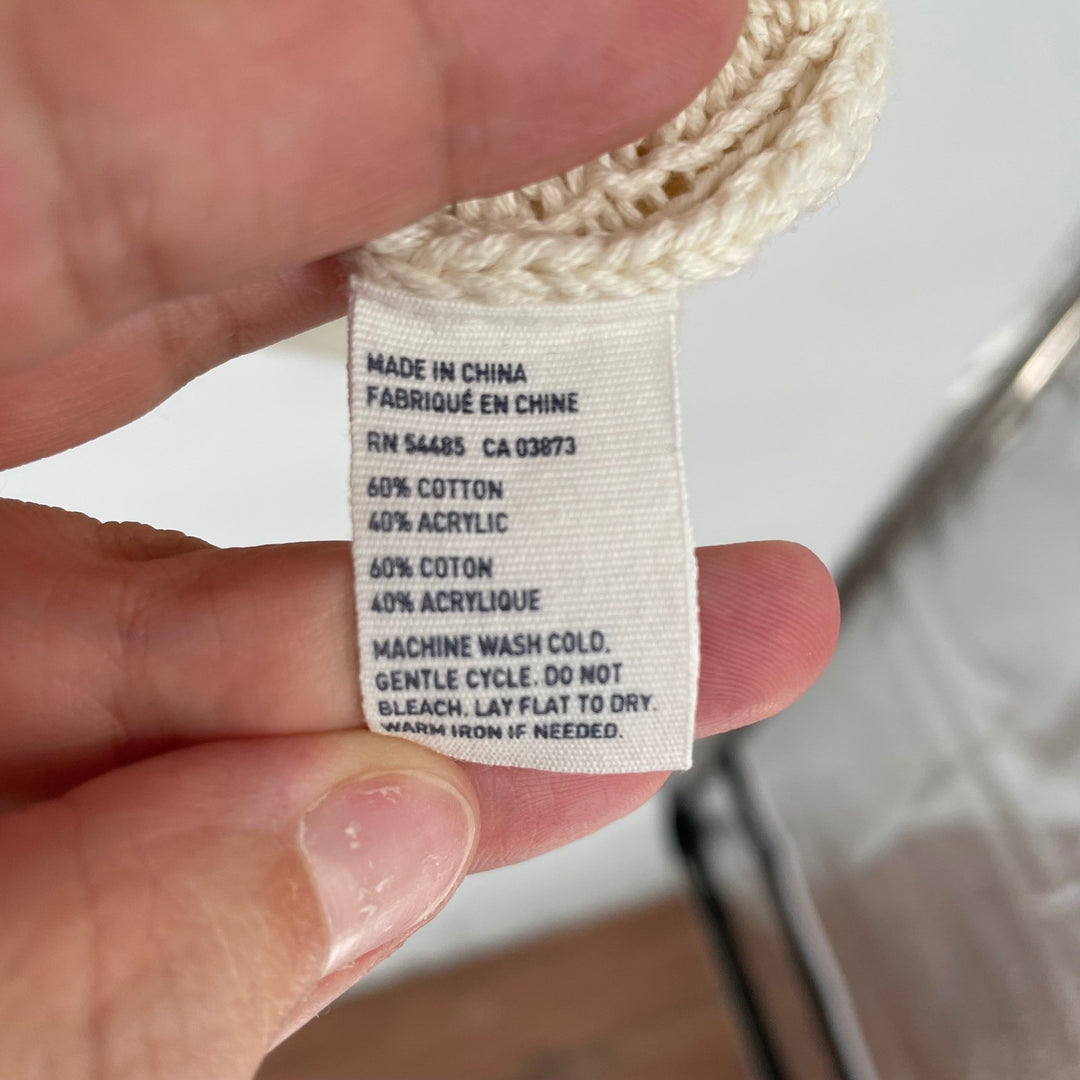 MADE IN CHINA
FABRIQUÉ EN CHINE
RN 54485 CA 03873
60% COTTON
40% ACRYLIC
60% COTON
40% ACRYLIQUE
MACHINE WASH COLD.
GENTLE CYCLE. DO NOT
BLEACH. LAY FLAT TO DRY.
WARM IRON IF NEEDED.